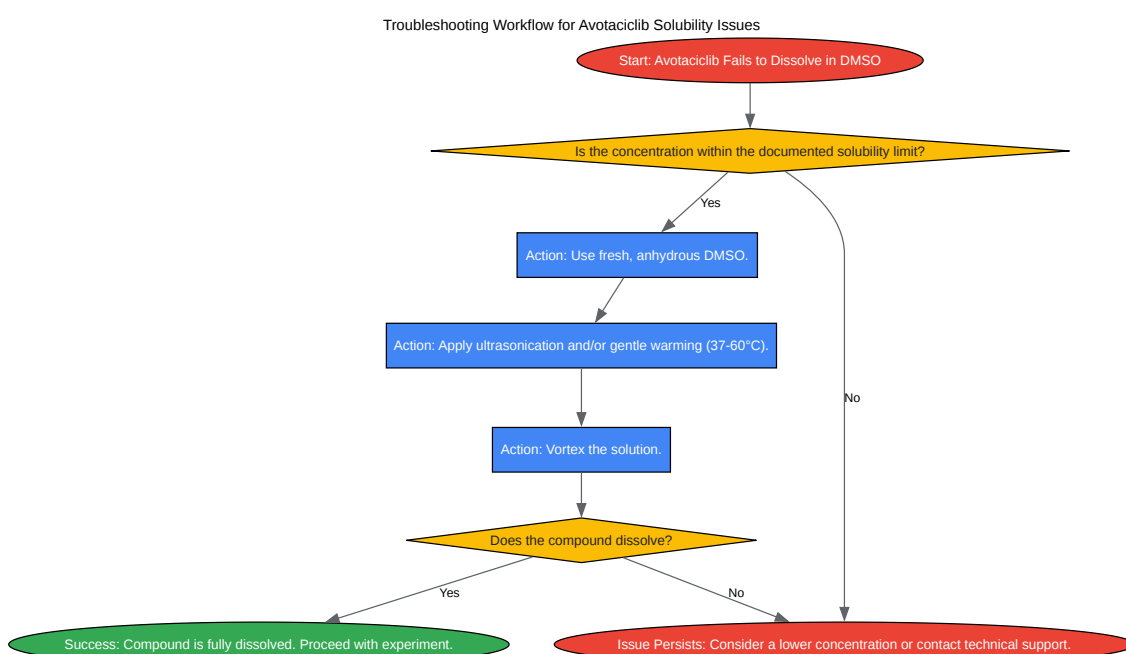 Troubleshooting Workflow for Avotaciclib Solubility Issues
Start: Avotaciclib Fails to Dissolve in DMSO
Is the concentration within the documented solubility limit?
Yes
Action: Use fresh, anhydrous DMSO.
Action: Apply ultrasonication and/or gentle warming (37-60°C).
No
Action: Vortex the solution.
Does the compound dissolve?
Yes
No
Success: Compound is fully dissolved. Proceed with experiment.
Issue Persists: Consider a lower concentration or contact technical support.